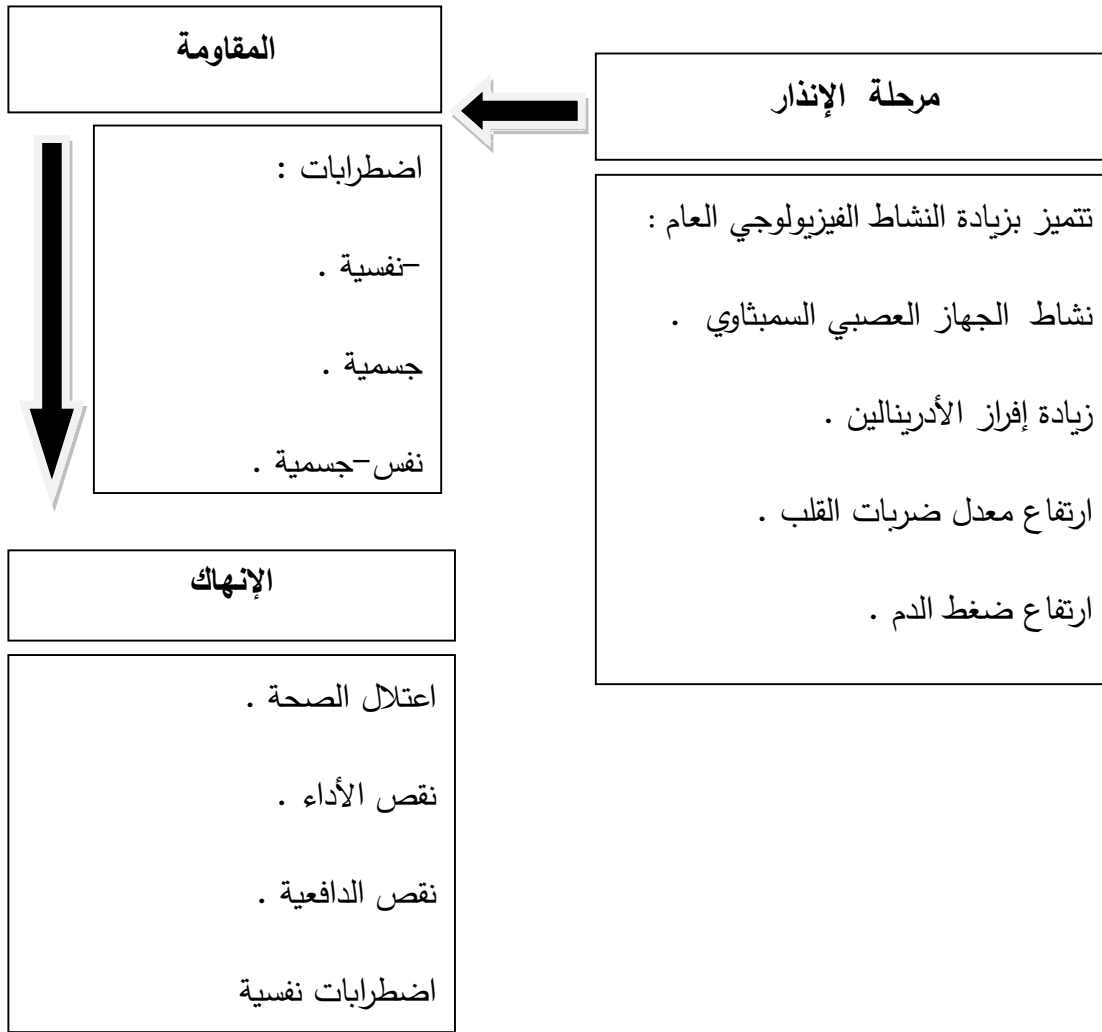 مرحلة الإنذار
تتميز بزيادة النشاط الفيزيولوجي العام :
نشاط الجهاز العصبي السمبثاوي .
زيادة إفراز الأدرينالين .
ارتفاع معدل ضربات القلب .
ارتفاع ضغط الدم .
المقاومة
اضطرابات :
-نفسية .
جسمية .
نفس-جسمية .
الإنهاك
اعتلال الصحة .
نقص الأداء .
نقص الدافعية .
اضطرابات نفسية